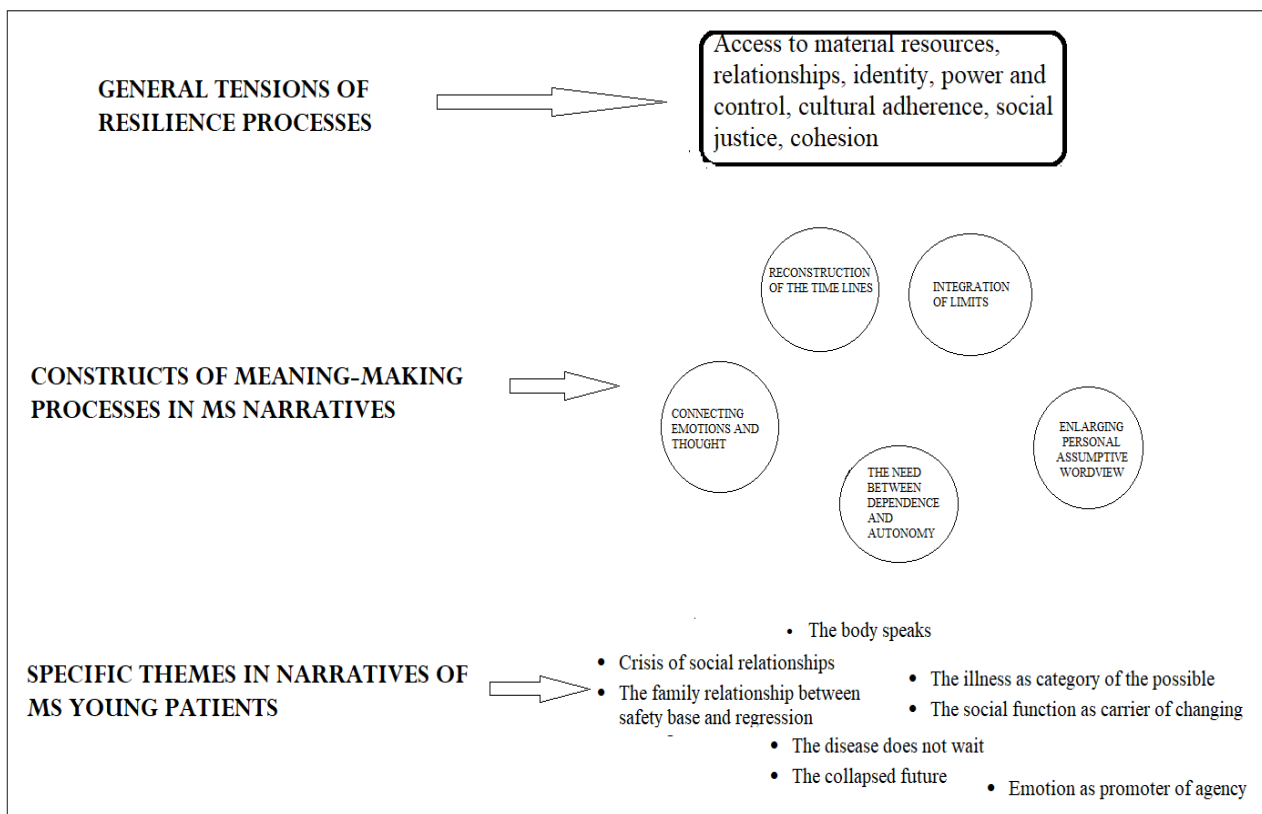 GENERAL TENSIONS OF
RESILIENCE PROCESSES
Access to material resources,
relationships, identity, power and
control, cultural adherence, social
justice, cohesion
CONSTRUCTS OF MEANING-MAKING
PROCESSES IN MS NARRATIVES
RECONSTRUCTION
OF THE TIME LINES
INTEGRATION
OF LIMITS
CONNECTING
EMOTIONS AND
THOUGHT
THE NEED
BETWEEN
DEPENDENCE
AND
AUTONOMY
ENLARGING
PERSONAL
ASSUMPTIVE
WORDVIEW
SPECIFIC THEMES IN NARRATIVES OF
MS YOUNG PATIENTS
• The body speaks
• Crisis of social relationships
• The family relationship between
safety base and regression
• The illness as category of the possible
• The social function as carrier of changing
• The disease does not wait
• The collapsed future
• Emotion as promoter of agency